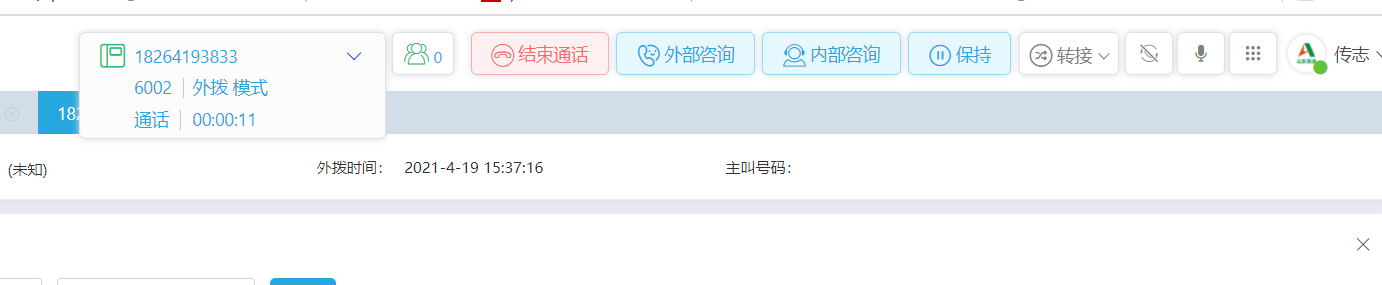 18264193833
0
结束通话
外部咨询
内部咨询
保持
转接
传志
6002 外拨 模式
通话 00:00:11
(未知) 外拨时间: 2021-4-19 15:37:16 主叫号码: